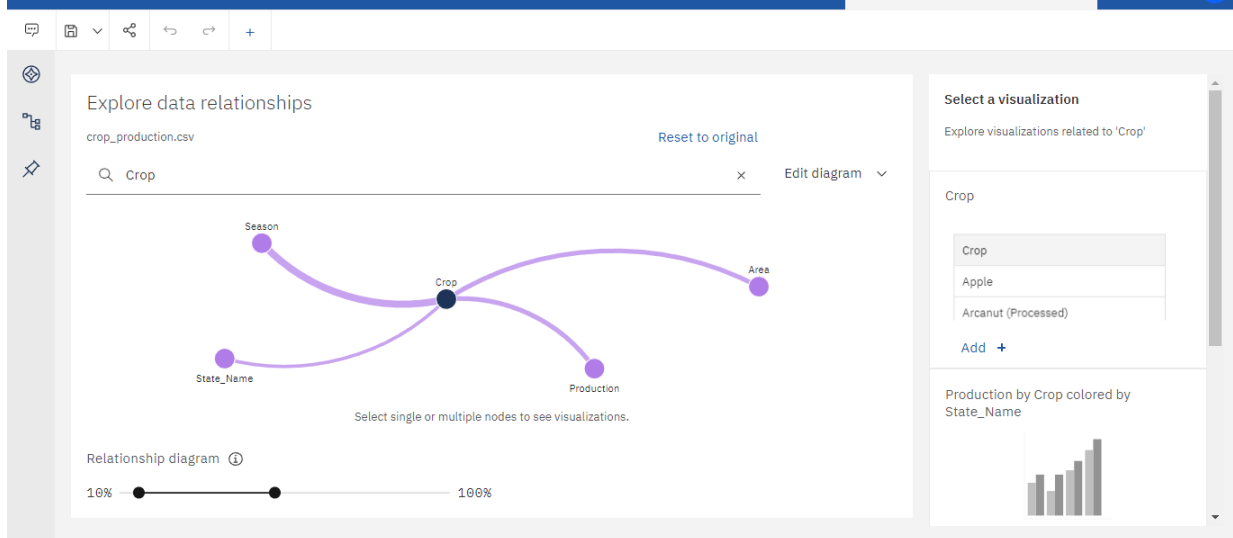 Explore data relationships
crop_production.csv
Reset to original
Crop
Edit diagram
Season
Crop
Area
State_Name
Production
Select single or multiple nodes to see visualizations.
Relationship diagram
10%
100%
Select a visualization
Explore visualizations related to 'Crop'
Crop
Crop
Apple
Arcanut (Processed)
Add +
Production by Crop colored by
State_Name